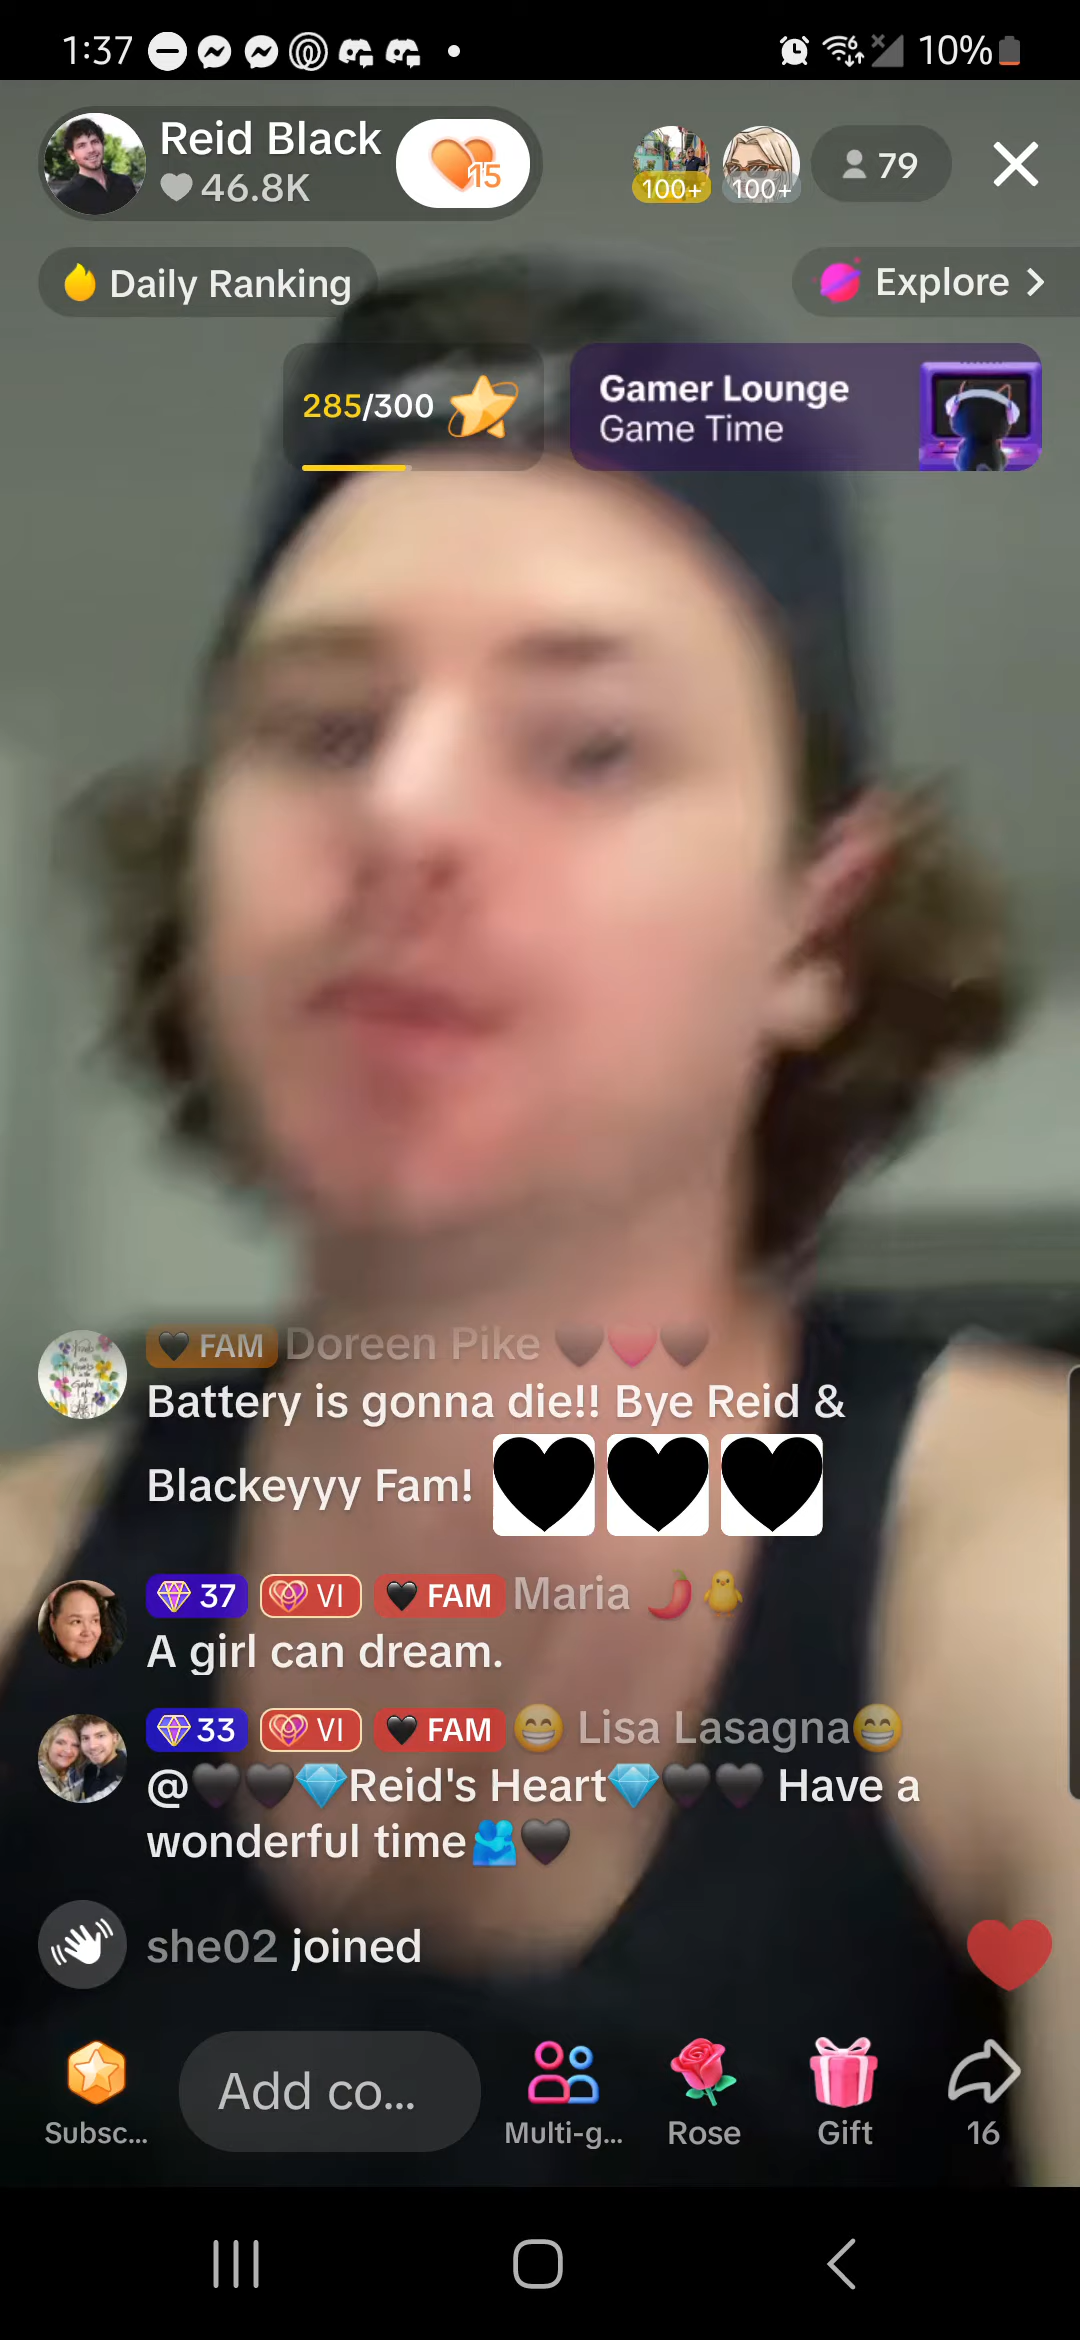 1:37
10%
Reid Black
46.8K
15
100+
100+
79
Daily Ranking
Explore
285/300
Gamer Lounge
Game Time
🖤 FAM Doreen Pike 🖤🩷🖤
Battery is gonna die!! Bye Reid &
Blackeyyy Fam! 🖤🖤🖤
37 VI 🖤 FAM Maria 🌶️🐥
A girl can dream.
33 VI 🖤 FAM 😁 Lisa Lasagna😁
@🖤🖤💎Reid's Heart💎🖤🖤 Have a
wonderful time🫂🖤
she02 joined
Add co...
Subsc...
Multi-g...
Rose
Gift
16